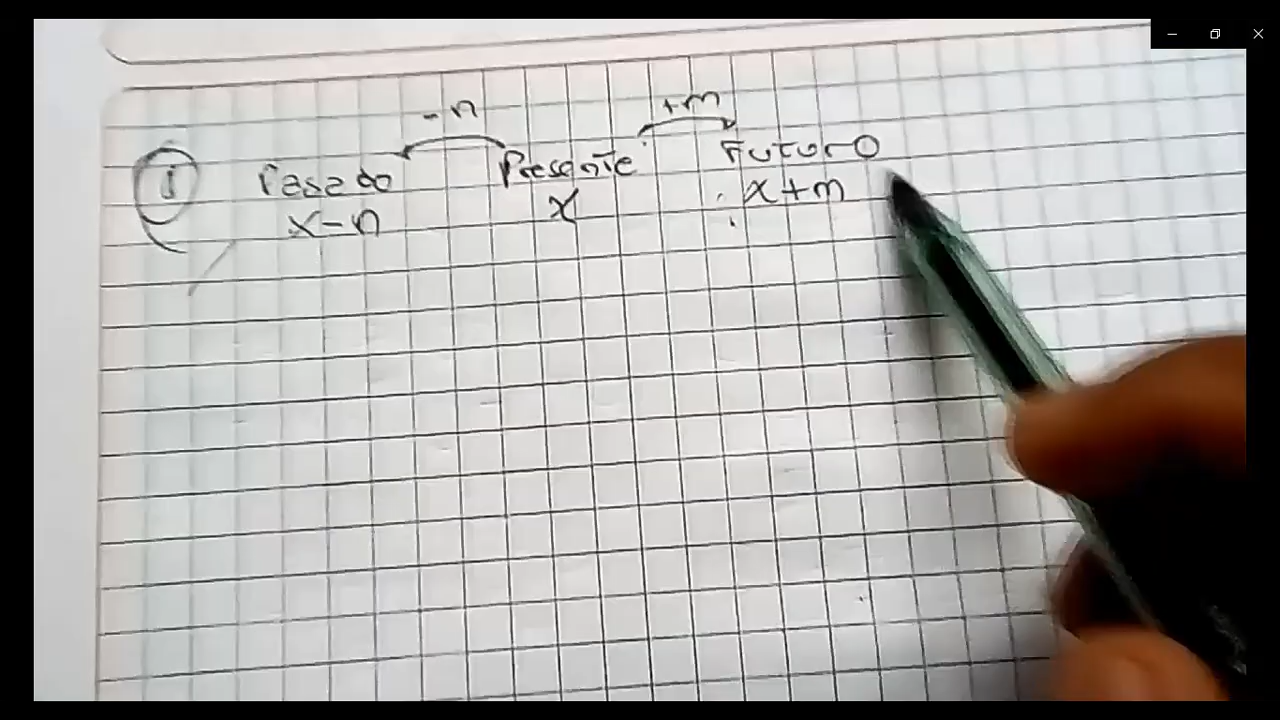 -n +m
① Pasado Presente Futuro
x-n x x+m